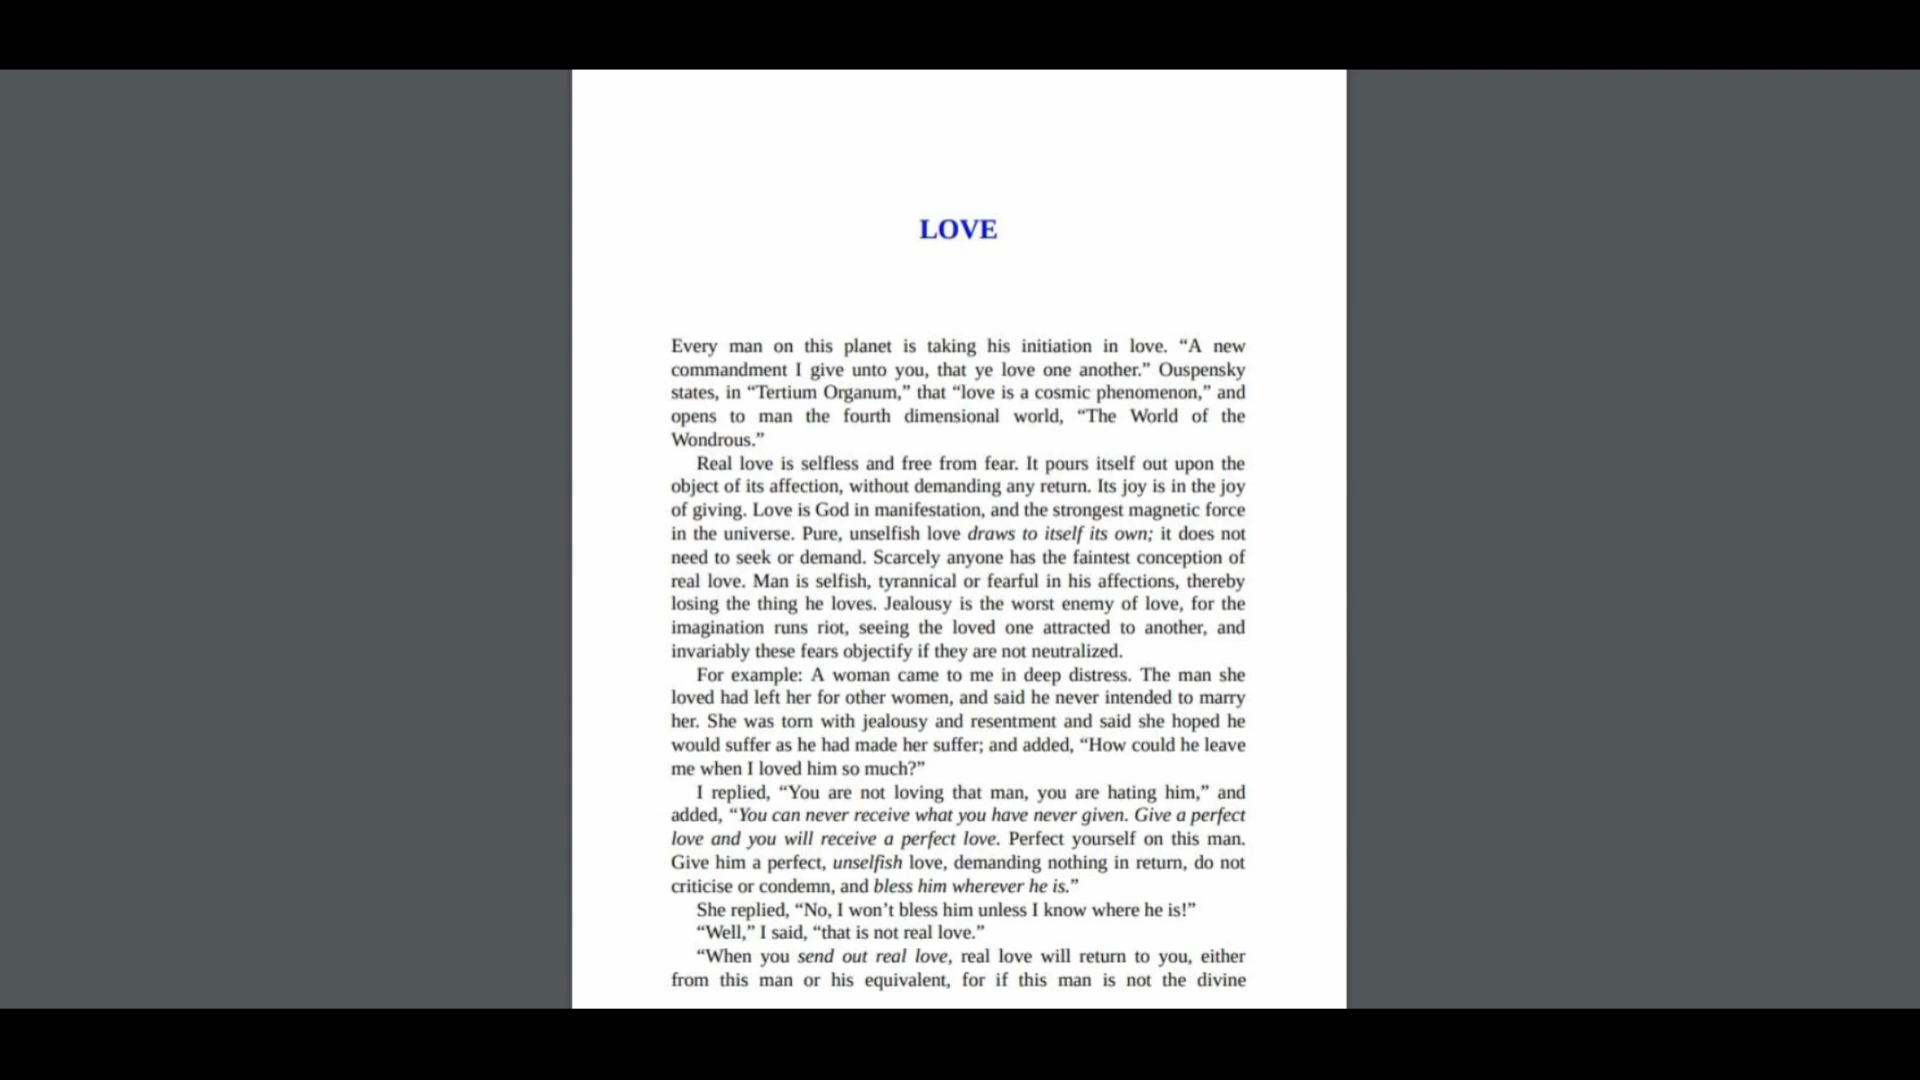 LOVE
Every man on this planet is taking his initiation in love. “A new
commandment I give unto you, that ye love one another.” Ouspensky
states, in “Tertium Organum,” that “love is a cosmic phenomenon,” and
opens to man the fourth dimensional world, “The World of the
Wondrous.”
Real love is selfless and free from fear. It pours itself out upon the
object of its affection, without demanding any return. Its joy is in the joy
of giving. Love is God in manifestation, and the strongest magnetic force
in the universe. Pure, unselfish love draws to itself its own; it does not
need to seek or demand. Scarcely anyone has the faintest conception of
real love. Man is selfish, tyrannical or fearful in his affections, thereby
losing the thing he loves. Jealousy is the worst enemy of love, for the
imagination runs riot, seeing the loved one attracted to another, and
invariably these fears objectify if they are not neutralized.
For example: A woman came to me in deep distress. The man she
loved had left her for other women, and said he never intended to marry
her. She was torn with jealousy and resentment and said she hoped he
would suffer as he had made her suffer; and added, “How could he leave
me when I loved him so much?”
I replied, “You are not loving that man, you are hating him,” and
added, “You can never receive what you have never given. Give a perfect
love and you will receive a perfect love. Perfect yourself on this man.
Give him a perfect, unselfish love, demanding nothing in return, do not
criticise or condemn, and bless him wherever he is.”
She replied, “No, I won’t bless him unless I know where he is!”
“Well,” I said, “that is not real love.”
“When you send out real love, real love will return to you, either
from this man or his equivalent, for if this man is not the divine